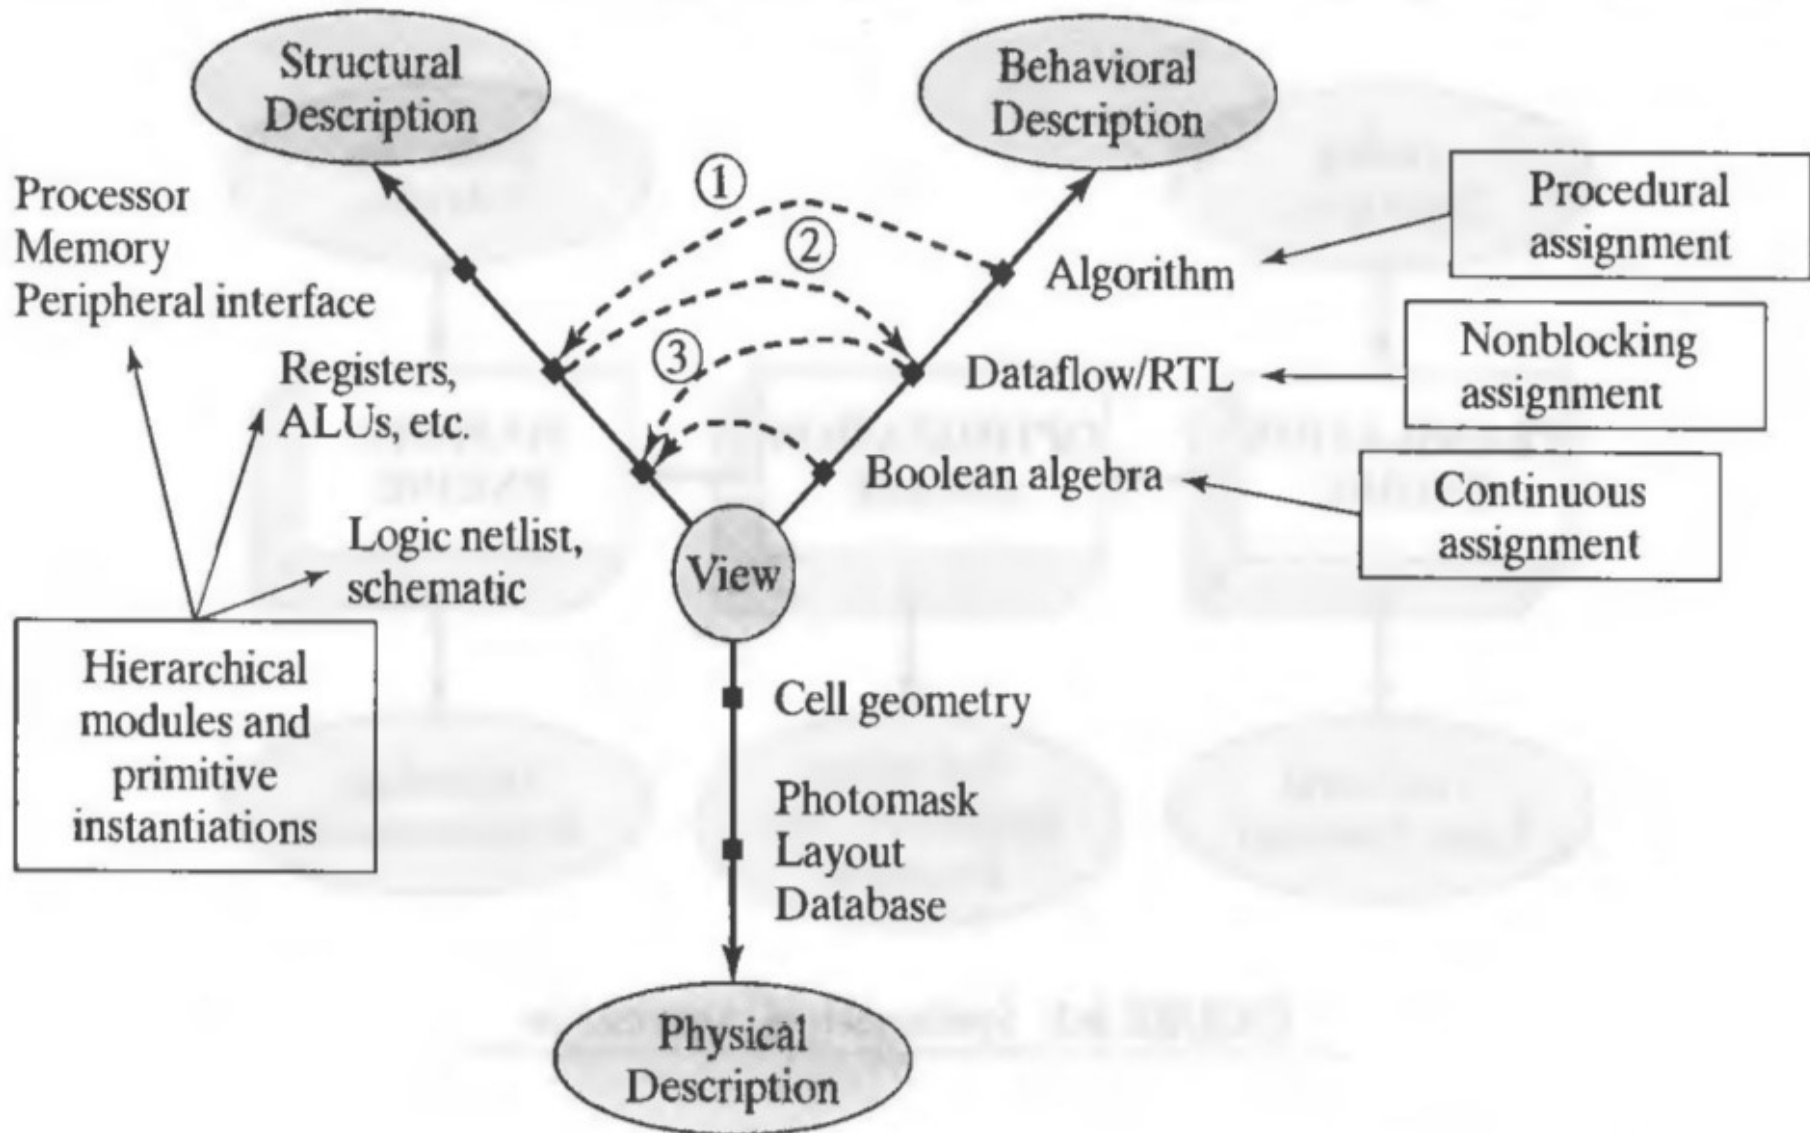 Structural
Description
Behavioral
Description
Processor
Memory
Peripheral interface
①
②
③
Algorithm
Procedural
assignment
Registers,
ALUs, etc.
Dataflow/RTL
Nonblocking
assignment
Boolean algebra
Continuous
assignment
Logic netlist,
schematic
View
Hierarchical
modules and
primitive
instantiations
Cell geometry
Photomask
Layout
Database
Physical
Description